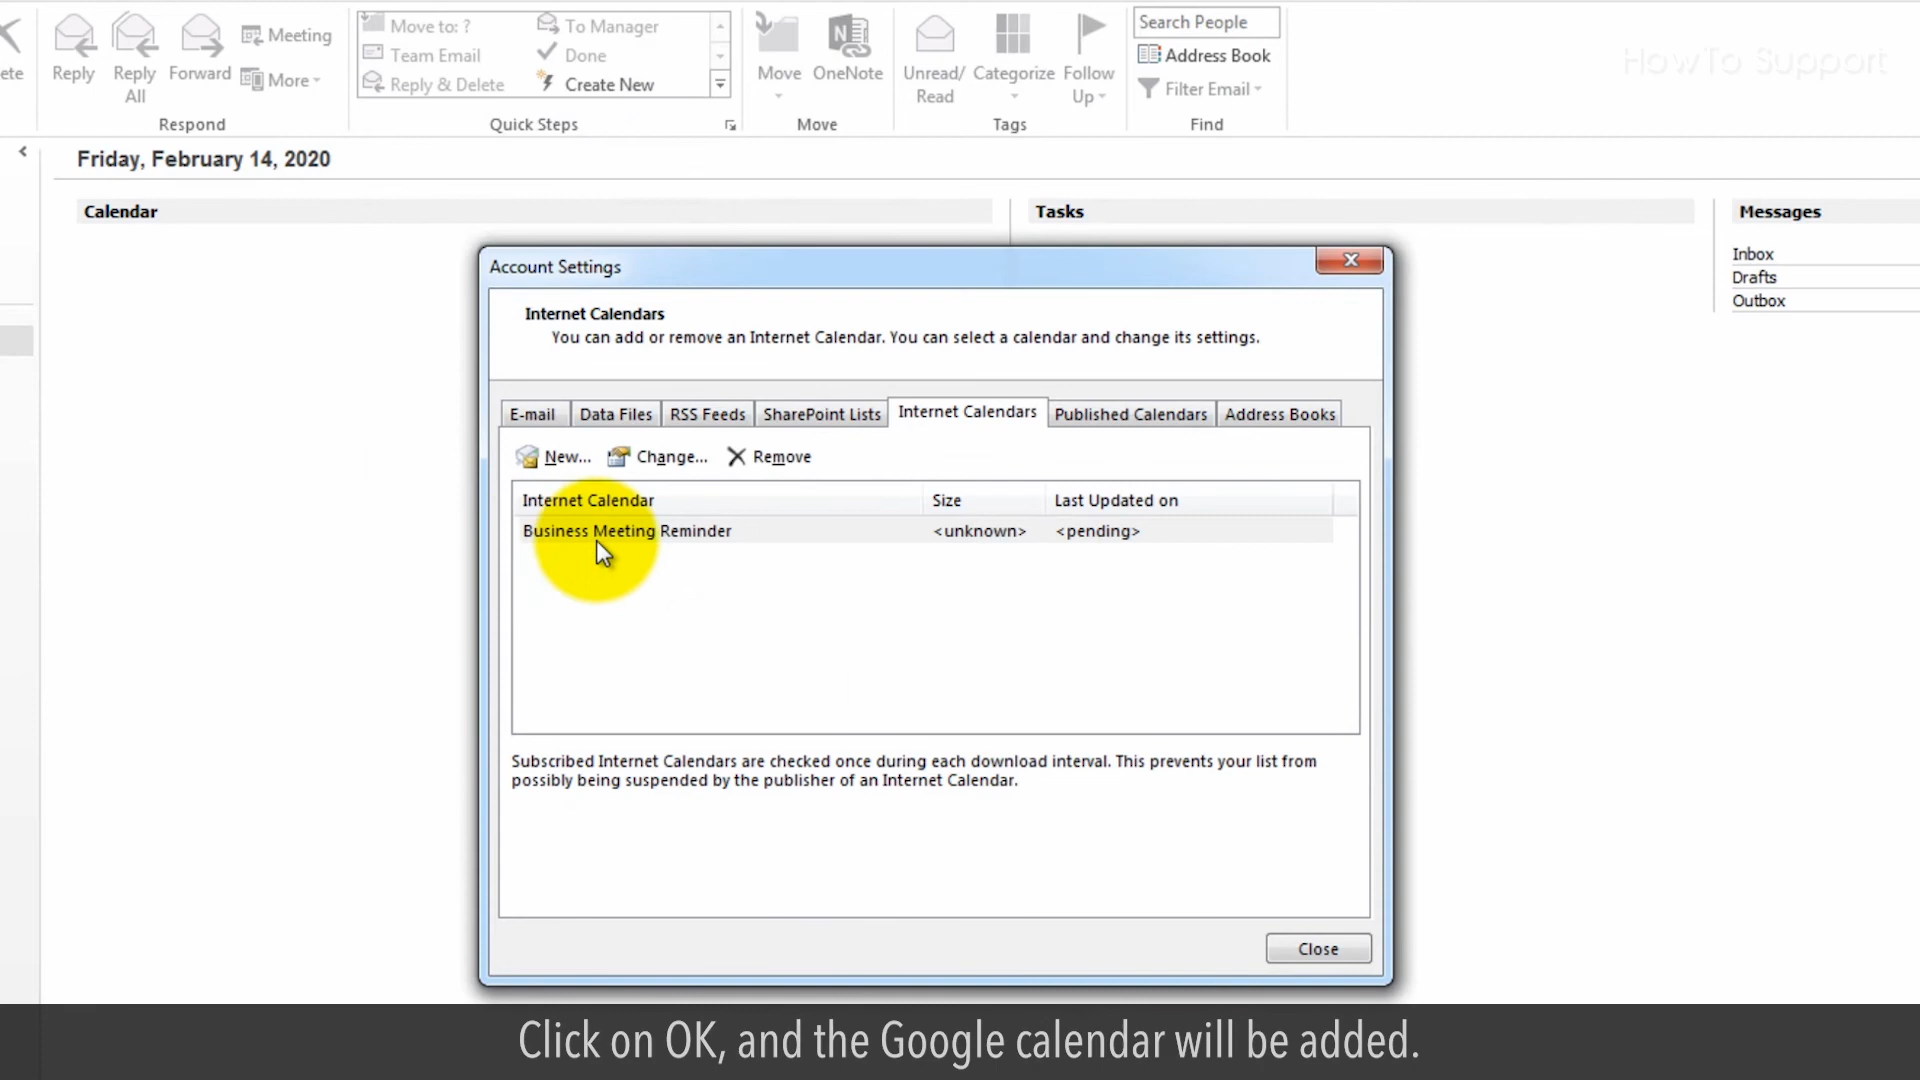 ete
Reply
Reply All
Forward
Meeting
More
Respond
Move to: ?
Team Email
Reply & Delete
To Manager
Done
Create New
Quick Steps
Move
OneNote
Move
Unread/ Read
Categorize
Follow Up
Tags
Search People
Address Book
Filter Email
Find
HowTo Support
Friday, February 14, 2020
Calendar
Tasks
Messages
Inbox
Drafts
Outbox
Account Settings
Internet Calendars
You can add or remove an Internet Calendar. You can select a calendar and change its settings.
E-mail Data Files RSS Feeds SharePoint Lists Internet Calendars Published Calendars Address Books
New... Change... Remove
Internet Calendar Size Last Updated on
Business Meeting Reminder <unknown> <pending>
Subscribed Internet Calendars are checked once during each download interval. This prevents your list from
possibly being suspended by the publisher of an Internet Calendar.
Close
Click on OK, and the Google calendar will be added.